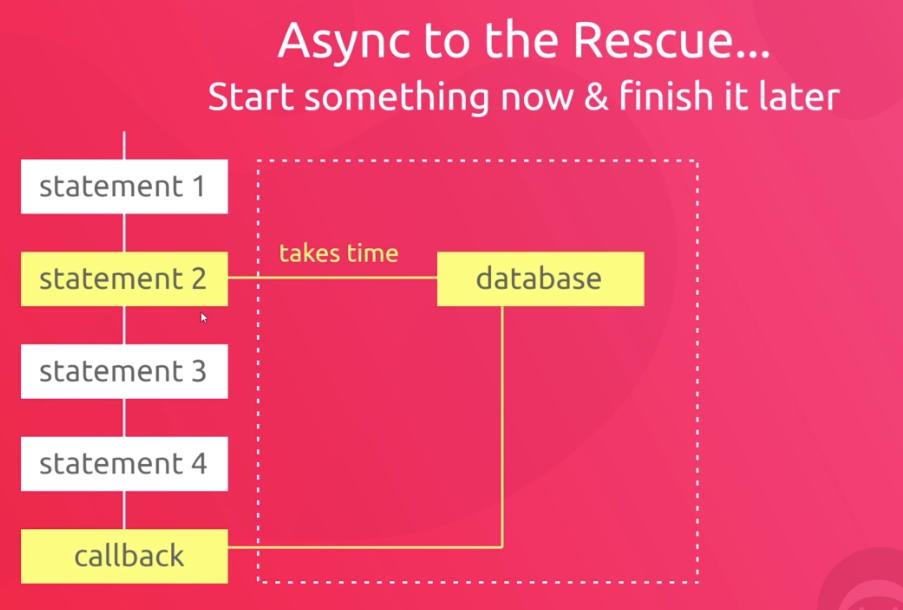 Async to the Rescue...
Start something now & finish it later
statement 1
takes time
statement 2
database
statement 3
statement 4
callback